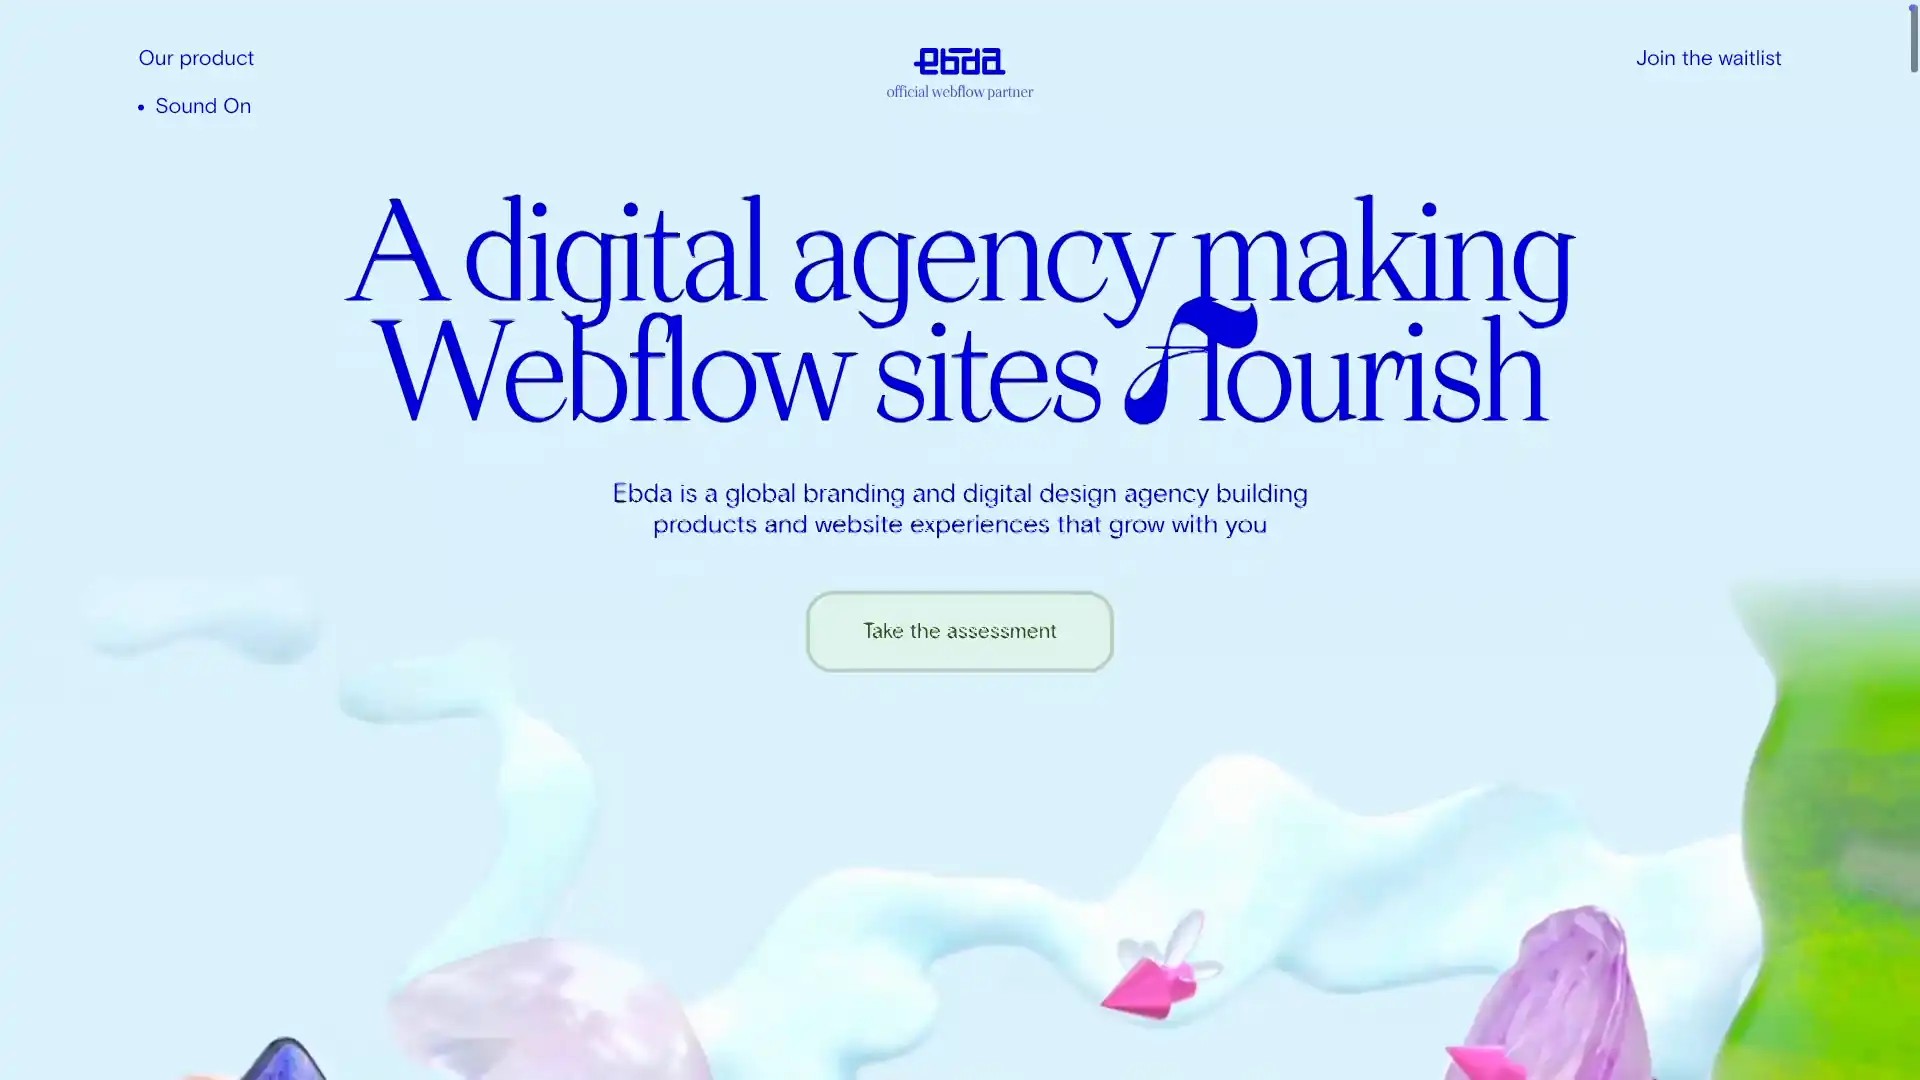 Our product
Sound On
ebda
official webflow partner
Join the waitlist
A digital agency making
Webflow sites flourish
Ebda is a global branding and digital design agency building
products and website experiences that grow with you
Take the assessment